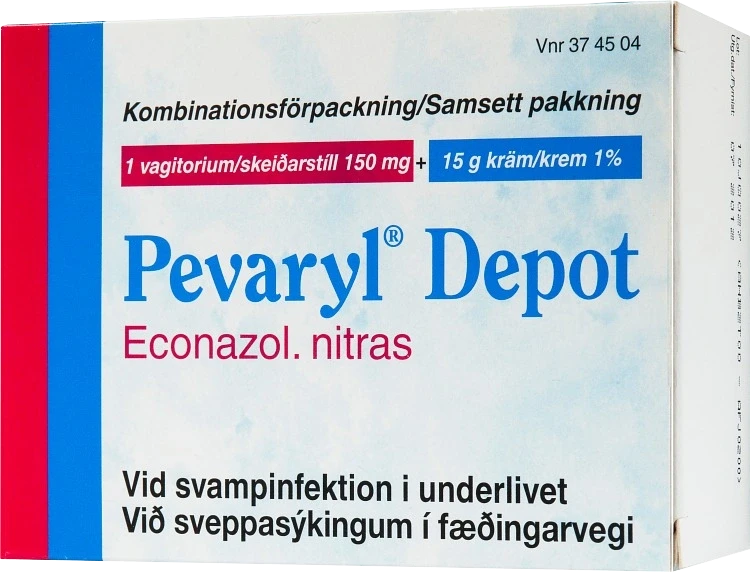 Vnr 37 45 04
Kombinationsförpackning/Samsett pakkning
1 vagitorium/skeiðarstíll 150 mg + 15 g kräm/krem 1%
Pevaryl® Depot
Econazol. nitras
Vid svampinfektion i underlivet
Við sveppasýkingum í fæðingarvegi
Lot: